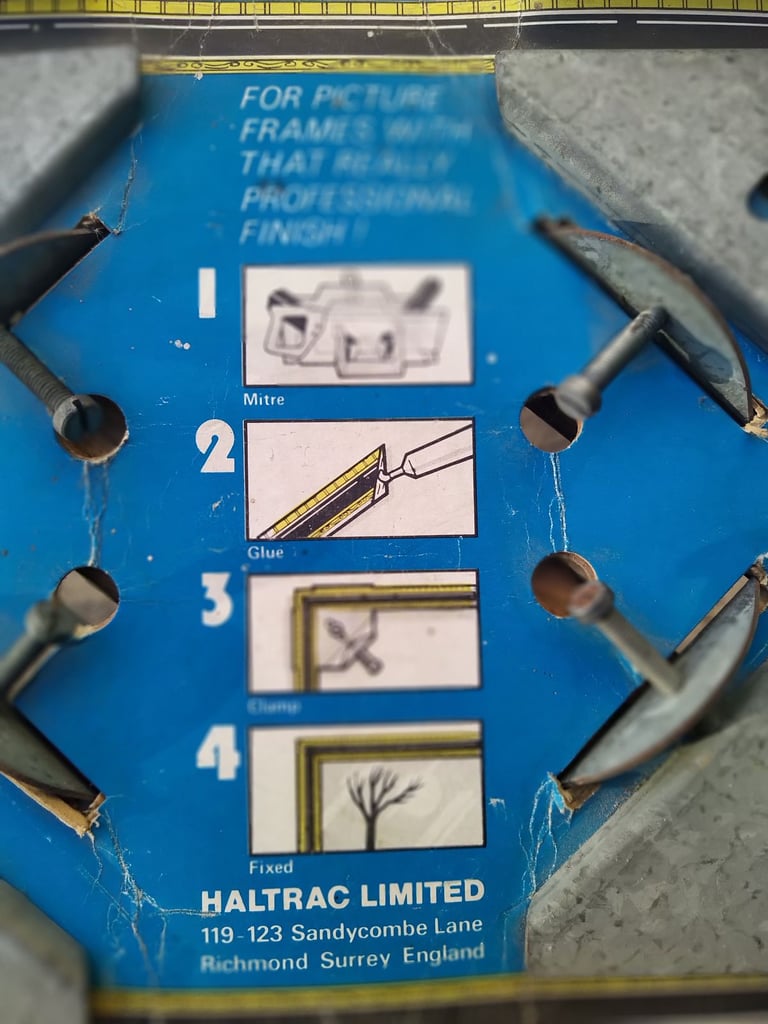 FOR PICTURE
FRAMES WITH
THAT REALLY
PROFESSIONAL
FINISH !
1
Mitre
2
Glue
3
Clamp
4
Fixed
HALTRAC LIMITED
119-123 Sandycombe Lane
Richmond Surrey England